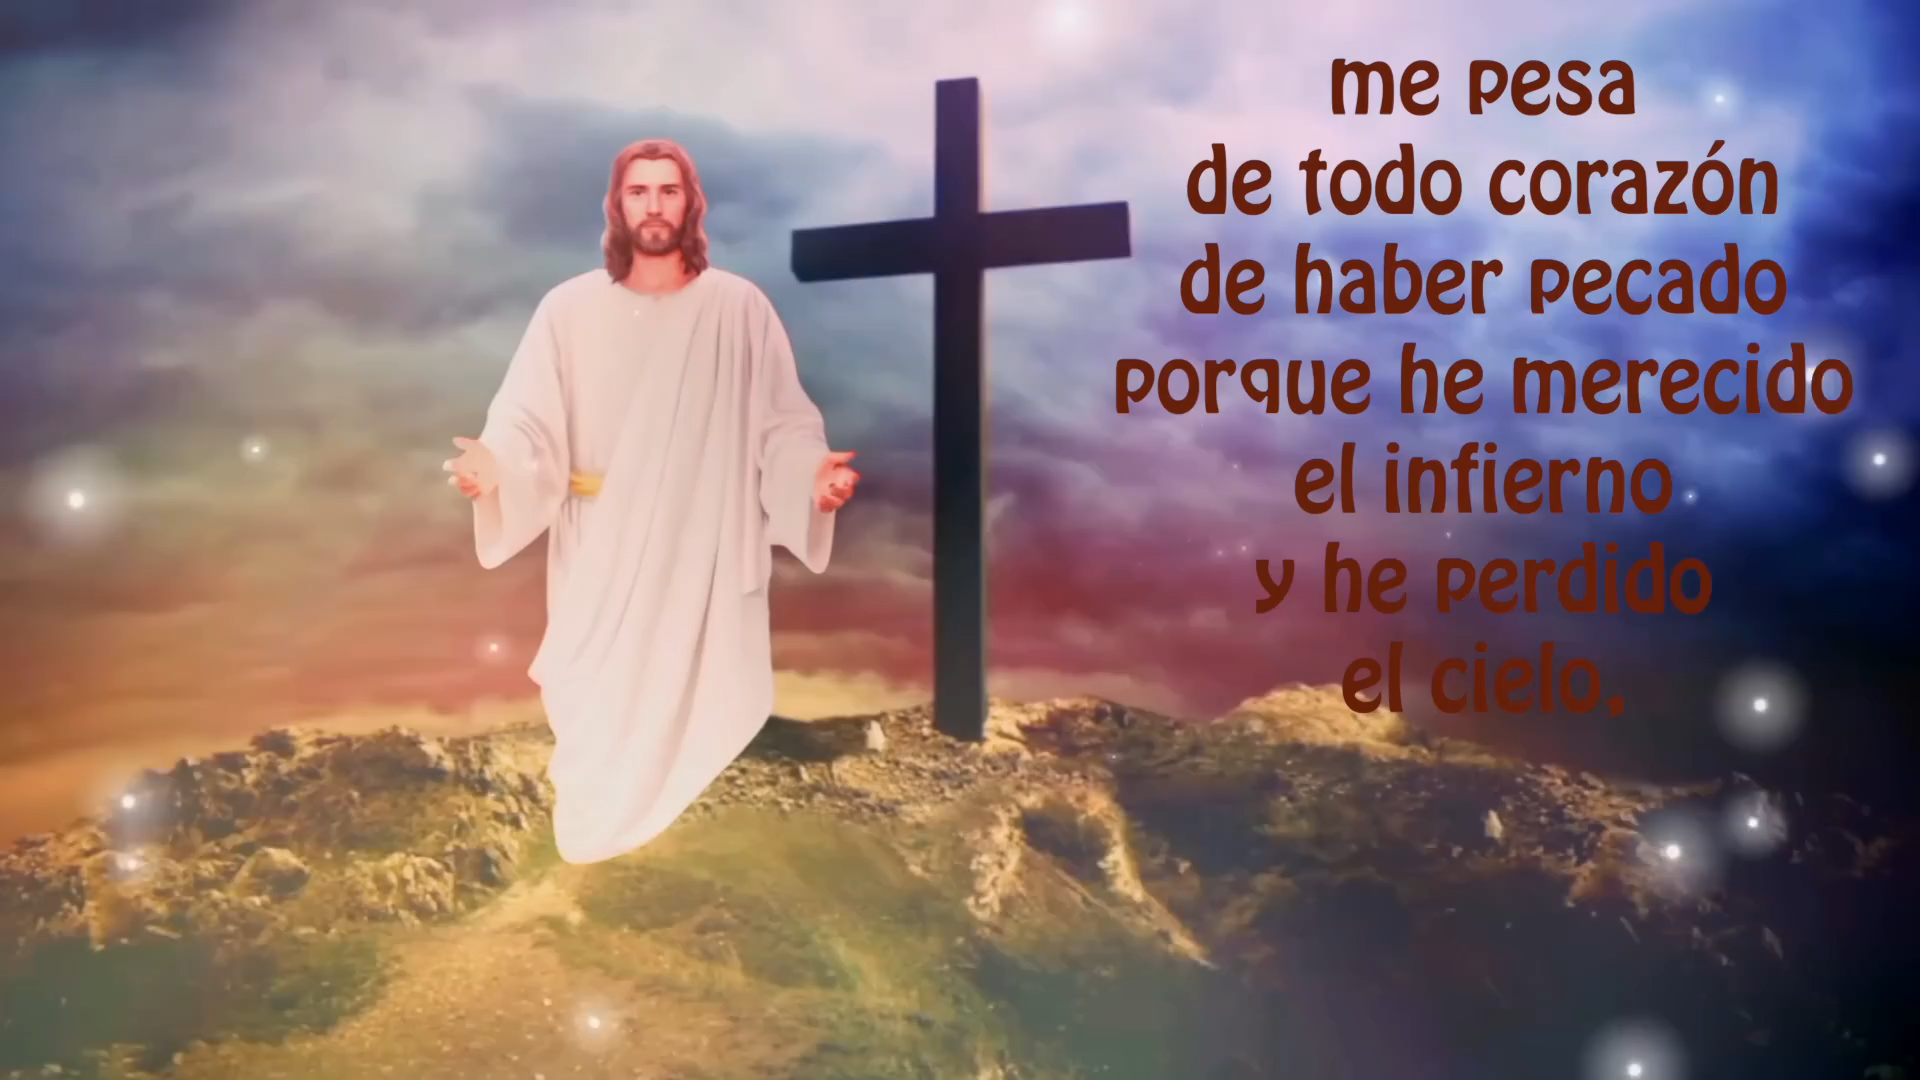 me pesa
de todo corazón
de haber pecado
porque he merecido
el infierno
y he perdido
el cielo,